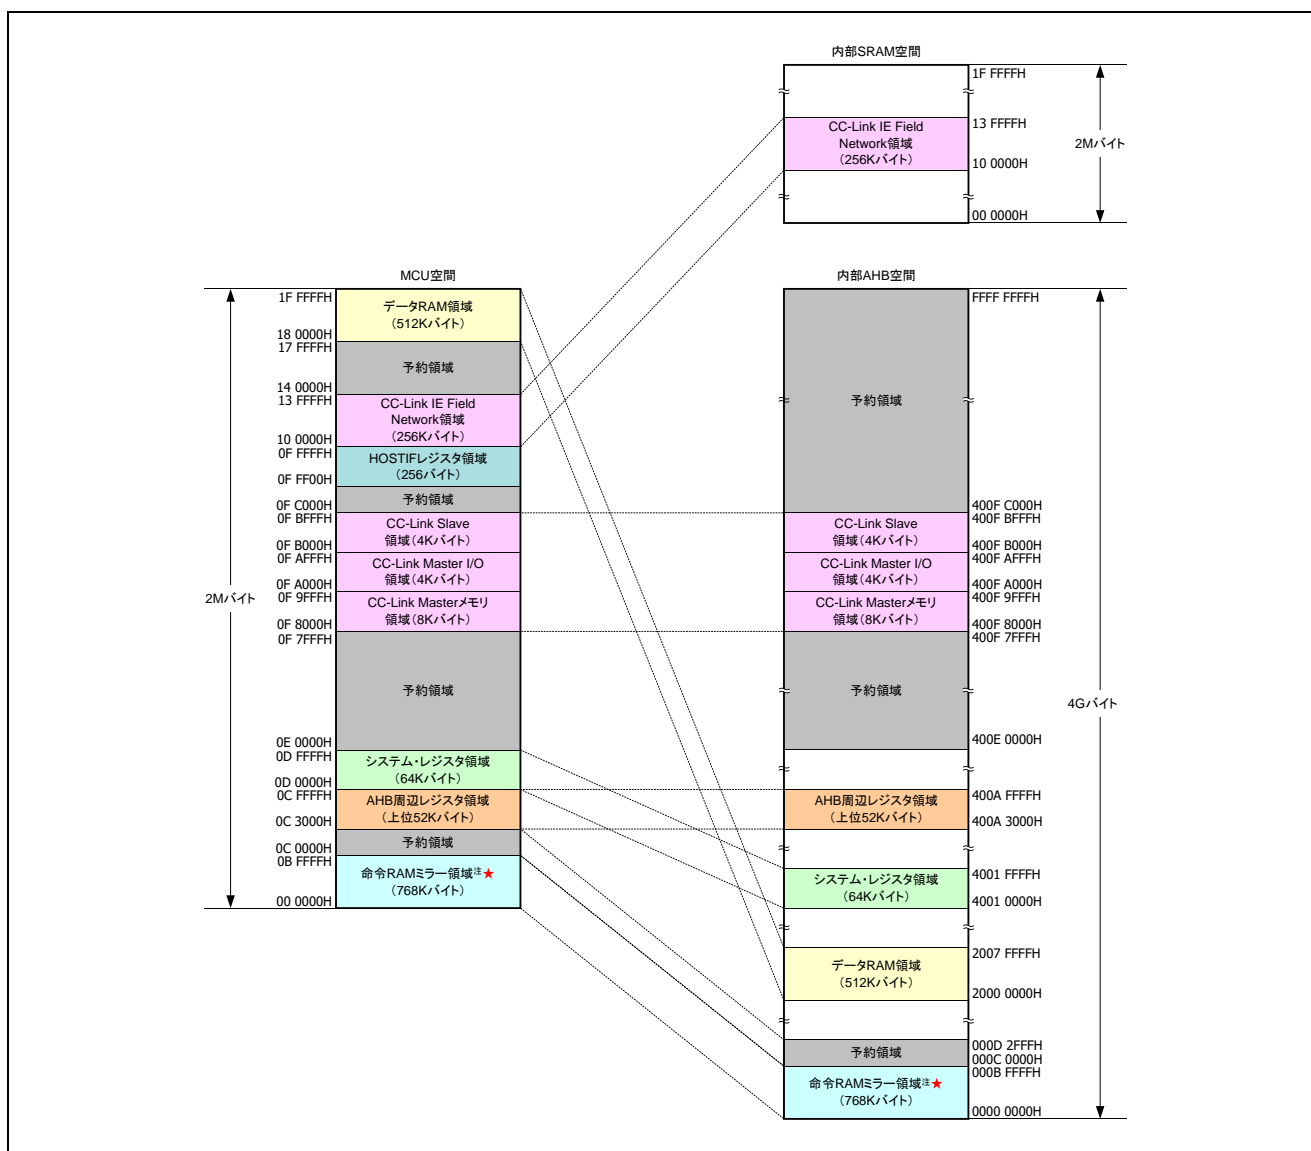 内部SRAM空間
1F FFFFH
CC-Link IE Field
Network領域
(256Kバイト)
13 FFFFH
10 0000H
00 0000H
2Mバイト
MCU空間
1F FFFFH
データRAM領域
(512Kバイト)
18 0000H
17 FFFFH
予約領域
14 0000H
13 FFFFH
CC-Link IE Field
Network領域
(256Kバイト)
10 0000H
0F FFFFH
HOSTIFレジスタ領域
(256バイト)
0F FF00H
予約領域
0F C000H
0F BFFFH
CC-Link Slave
領域(4Kバイト)
0F B000H
0F AFFFH
CC-Link Master I/O
領域(4Kバイト)
0F A000H
0F 9FFFH
CC-Link Masterメモリ
領域(8Kバイト)
0F 8000H
0F 7FFFH
予約領域
0E 0000H
0D FFFFH
システム・レジスタ領域
(64Kバイト)
0D 0000H
0C FFFFH
AHB周辺レジスタ領域
(上位52Kバイト)
0C 3000H
予約領域
0C 0000H
0B FFFFH
命令RAMミラー領域注★
(768Kバイト)
00 0000H
2Mバイト
内部AHB空間
FFFF FFFFH
予約領域
400F C000H
400F BFFFH
CC-Link Slave
領域(4Kバイト)
400F B000H
400F AFFFH
CC-Link Master I/O
領域(4Kバイト)
400F A000H
400F 9FFFH
CC-Link Masterメモリ
領域(8Kバイト)
400F 8000H
400F 7FFFH
予約領域
400E 0000H
400A FFFFH
AHB周辺レジスタ領域
(上位52Kバイト)
400A 3000H
4001 FFFFH
システム・レジスタ領域
(64Kバイト)
4001 0000H
2007 FFFFH
データRAM領域
(512Kバイト)
2000 0000H
000D 2FFFH
予約領域
000C 0000H
000B FFFFH
命令RAMミラー領域注★
(768Kバイト)
0000 0000H
4Gバイト